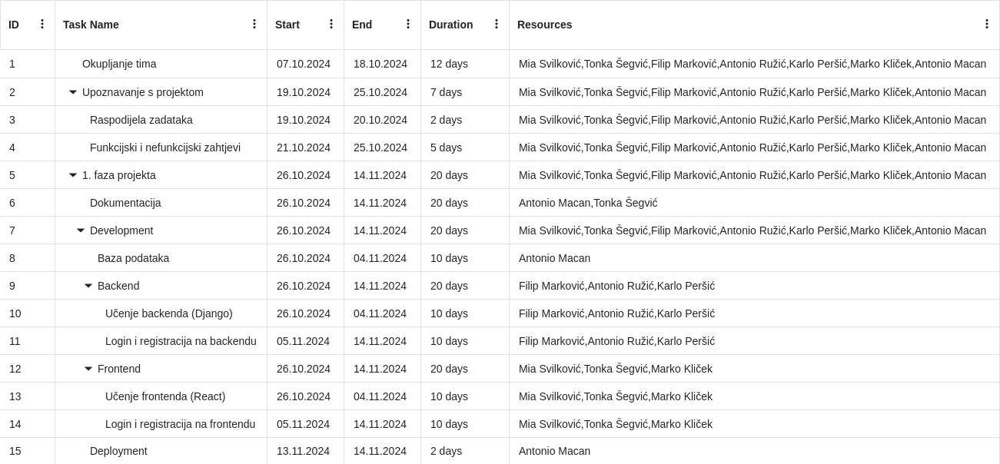 ID Task Name Start End Duration Resources
1 Okupljanje tima 07.10.2024 18.10.2024 12 days Mia Svilković,Tonka Šegvić,Filip Marković,Antonio Ružić,Karlo Peršić,Marko Kliček,Antonio Macan
2 Upoznavanje s projektom 19.10.2024 25.10.2024 7 days Mia Svilković,Tonka Šegvić,Filip Marković,Antonio Ružić,Karlo Peršić,Marko Kliček,Antonio Macan
3 Raspodijela zadataka 19.10.2024 20.10.2024 2 days Mia Svilković,Tonka Šegvić,Filip Marković,Antonio Ružić,Karlo Peršić,Marko Kliček,Antonio Macan
4 Funkcijski i nefunkcijski zahtjevi 21.10.2024 25.10.2024 5 days Mia Svilković,Tonka Šegvić,Filip Marković,Antonio Ružić,Karlo Peršić,Marko Kliček,Antonio Macan
5 1. faza projekta 26.10.2024 14.11.2024 20 days Mia Svilković,Tonka Šegvić,Filip Marković,Antonio Ružić,Karlo Peršić,Marko Kliček,Antonio Macan
6 Dokumentacija 26.10.2024 14.11.2024 20 days Antonio Macan,Tonka Šegvić
7 Development 26.10.2024 14.11.2024 20 days Mia Svilković,Tonka Šegvić,Filip Marković,Antonio Ružić,Karlo Peršić,Marko Kliček,Antonio Macan
8 Baza podataka 26.10.2024 04.11.2024 10 days Antonio Macan
9 Backend 26.10.2024 14.11.2024 20 days Filip Marković,Antonio Ružić,Karlo Peršić
10 Učenje backenda (Django) 26.10.2024 04.11.2024 10 days Filip Marković,Antonio Ružić,Karlo Peršić
11 Login i registracija na backendu 05.11.2024 14.11.2024 10 days Filip Marković,Antonio Ružić,Karlo Peršić
12 Frontend 26.10.2024 14.11.2024 20 days Mia Svilković,Tonka Šegvić,Marko Kliček
13 Učenje frontenda (React) 26.10.2024 04.11.2024 10 days Mia Svilković,Tonka Šegvić,Marko Kliček
14 Login i registracija na frontendu 05.11.2024 14.11.2024 10 days Mia Svilković,Tonka Šegvić,Marko Kliček
15 Deployment 13.11.2024 14.11.2024 2 days Antonio Macan